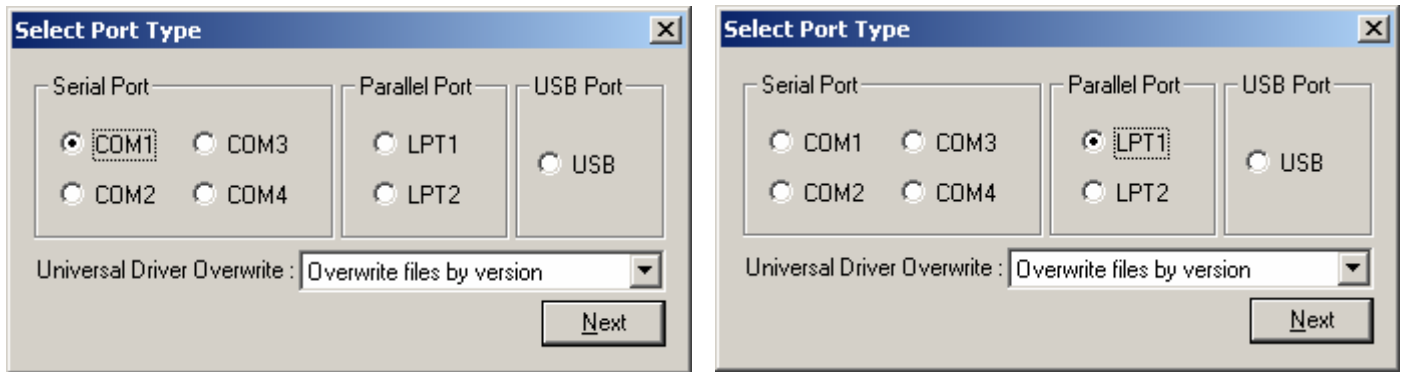 Select Port Type
Serial Port Parallel Port USB Port
COM1 COM3 LPT1 USB
COM2 COM4 LPT2
Universal Driver Overwrite : Overwrite files by version
Next
Select Port Type
Serial Port Parallel Port USB Port
COM1 COM3 LPT1 USB
COM2 COM4 LPT2
Universal Driver Overwrite : Overwrite files by version
Next